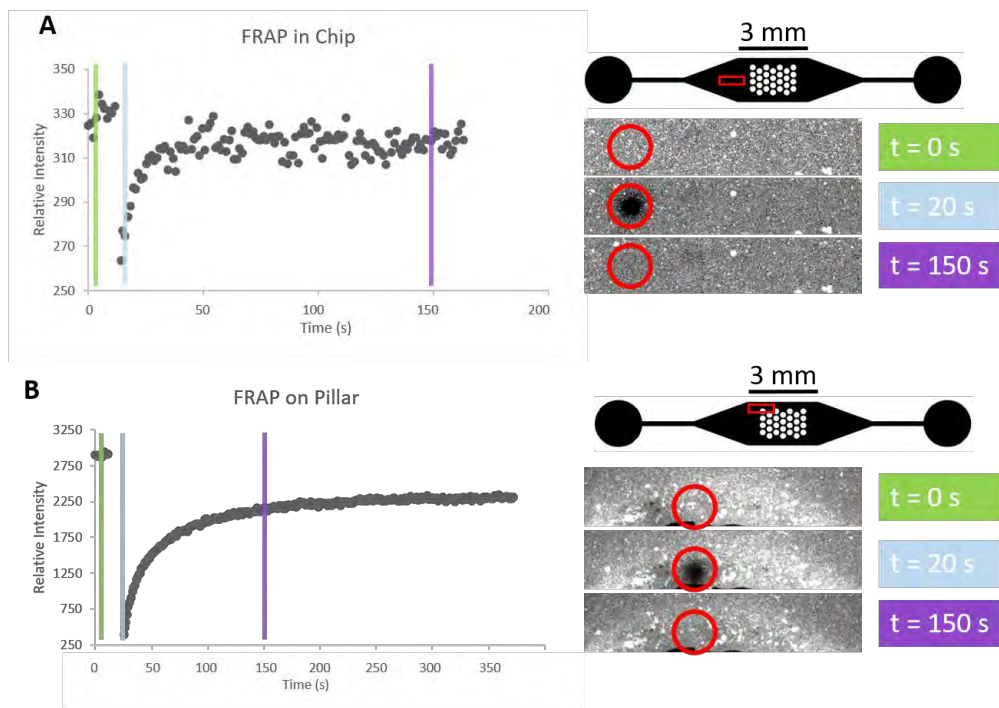 A
FRAP in Chip
350
330
310
290
270
250
Relative Intensity
0
50
100
150
200
Time (s)
3 mm
t = 0 s
t = 20 s
t = 150 s
B
FRAP on Pillar
3250
2750
2250
1750
1250
750
250
Relative Intensity
0
50
100
150
200
250
300
350
Time (s)
3 mm
t = 0 s
t = 20 s
t = 150 s